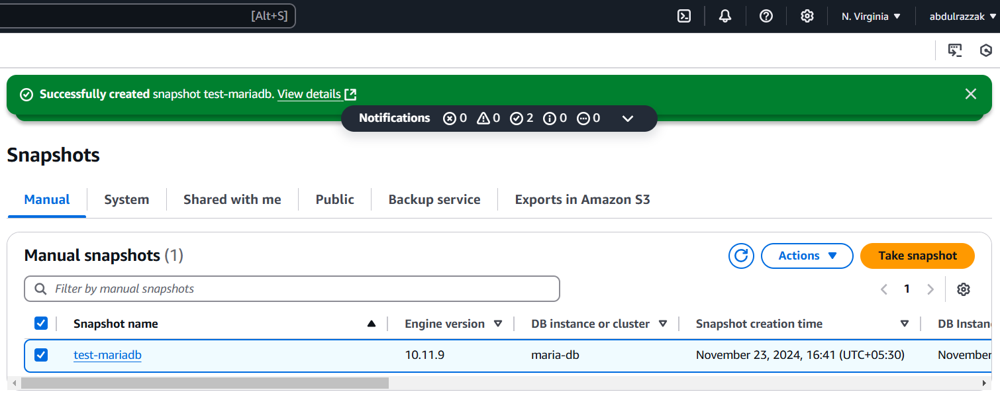 [Alt+S] N. Virginia abdulrazzak
Successfully created snapshot test-mariadb. View details
Notifications 0 0 2 0 0
Snapshots
Manual System Shared with me Public Backup service Exports in Amazon S3
Manual snapshots (1) Actions Take snapshot
Filter by manual snapshots 1
Snapshot name Engine version DB instance or cluster Snapshot creation time DB Instan
test-mariadb 10.11.9 maria-db November 23, 2024, 16:41 (UTC+05:30) November